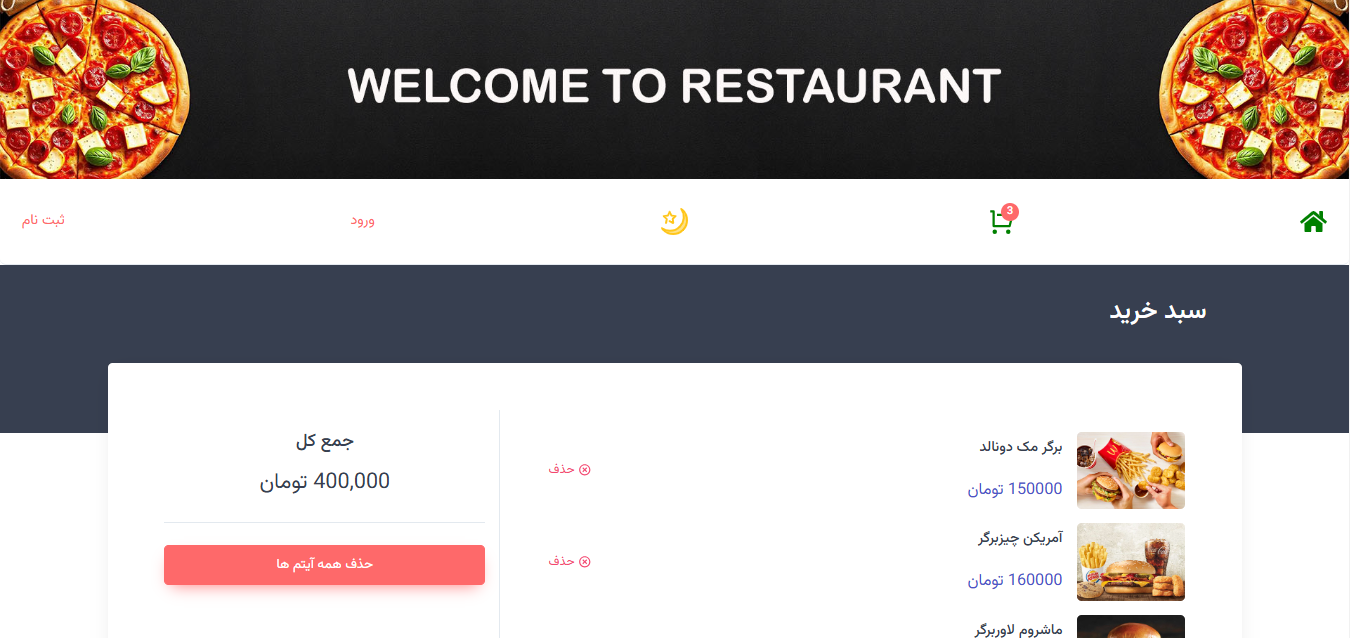 WELCOME TO RESTAURANT
3
ورود
ثبت نام
سبد خرید
برگر مک دونالد
150000 تومان
حذف
آمریکن چیزبرگر
160000 تومان
حذف
ماشروم لاوربرگر
جمع کل
400,000 تومان
حذف همه آیتم ها